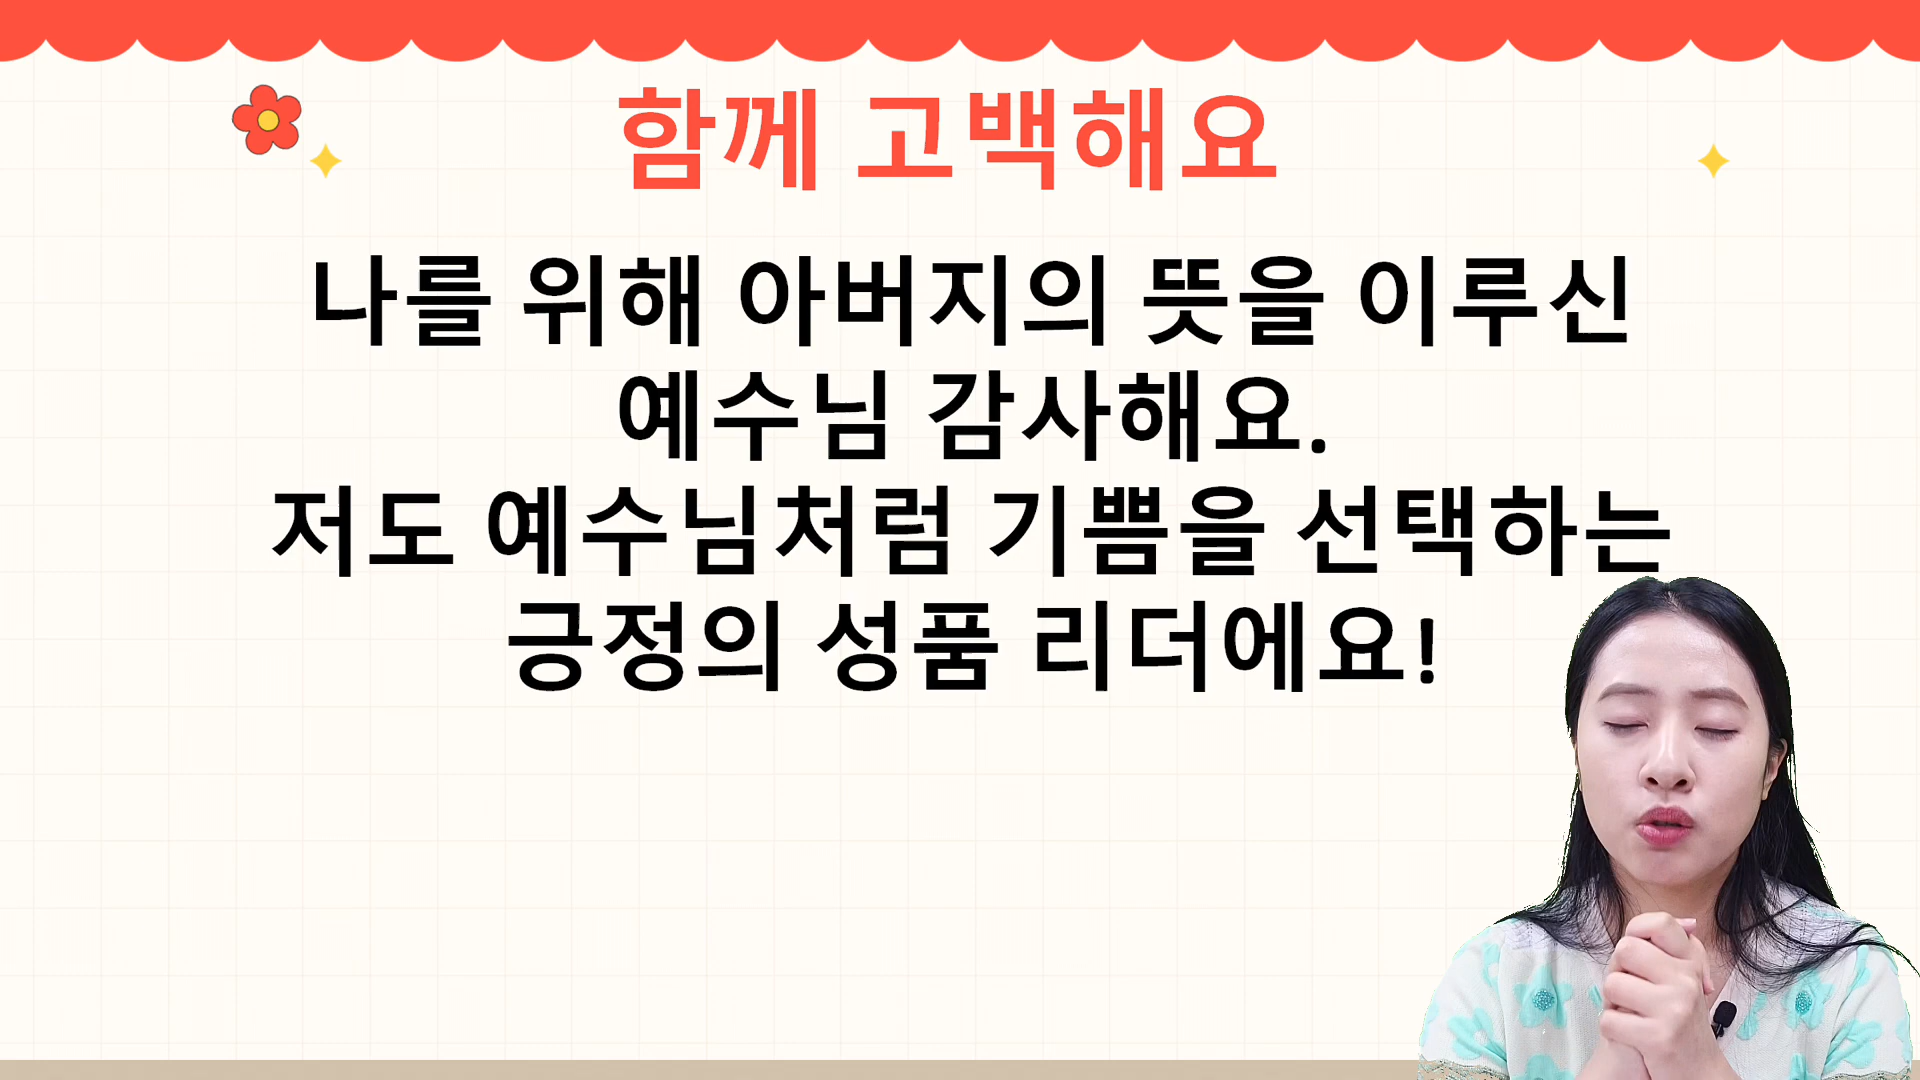 함께 고백해요
나를 위해 아버지의 뜻을 이루신
예수님 감사해요.
저도 예수님처럼 기쁨을 선택하는
긍정의 성품 리더에요!